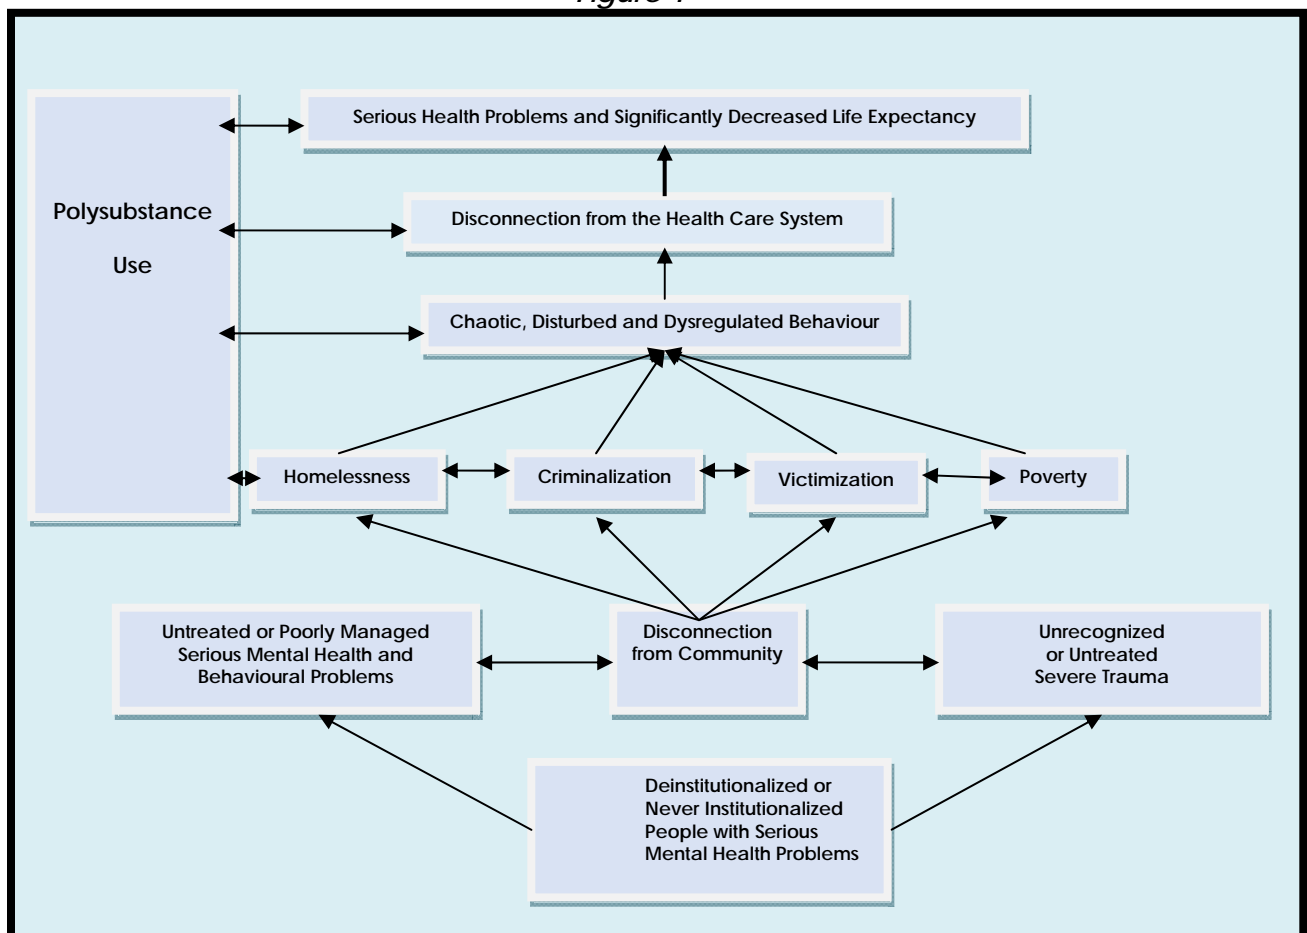 Serious Health Problems and Significantly Decreased Life Expectancy
Polysubstance
Use
Disconnection from the Health Care System
Chaotic, Disturbed and Dysregulated Behaviour
Homelessness
Criminalization
Victimization
Poverty
Untreated or Poorly Managed
Serious Mental Health and
Behavioural Problems
Disconnection
from Community
Unrecognized
or Untreated
Severe Trauma
Deinstitutionalized or
Never Institutionalized
People with Serious
Mental Health Problems